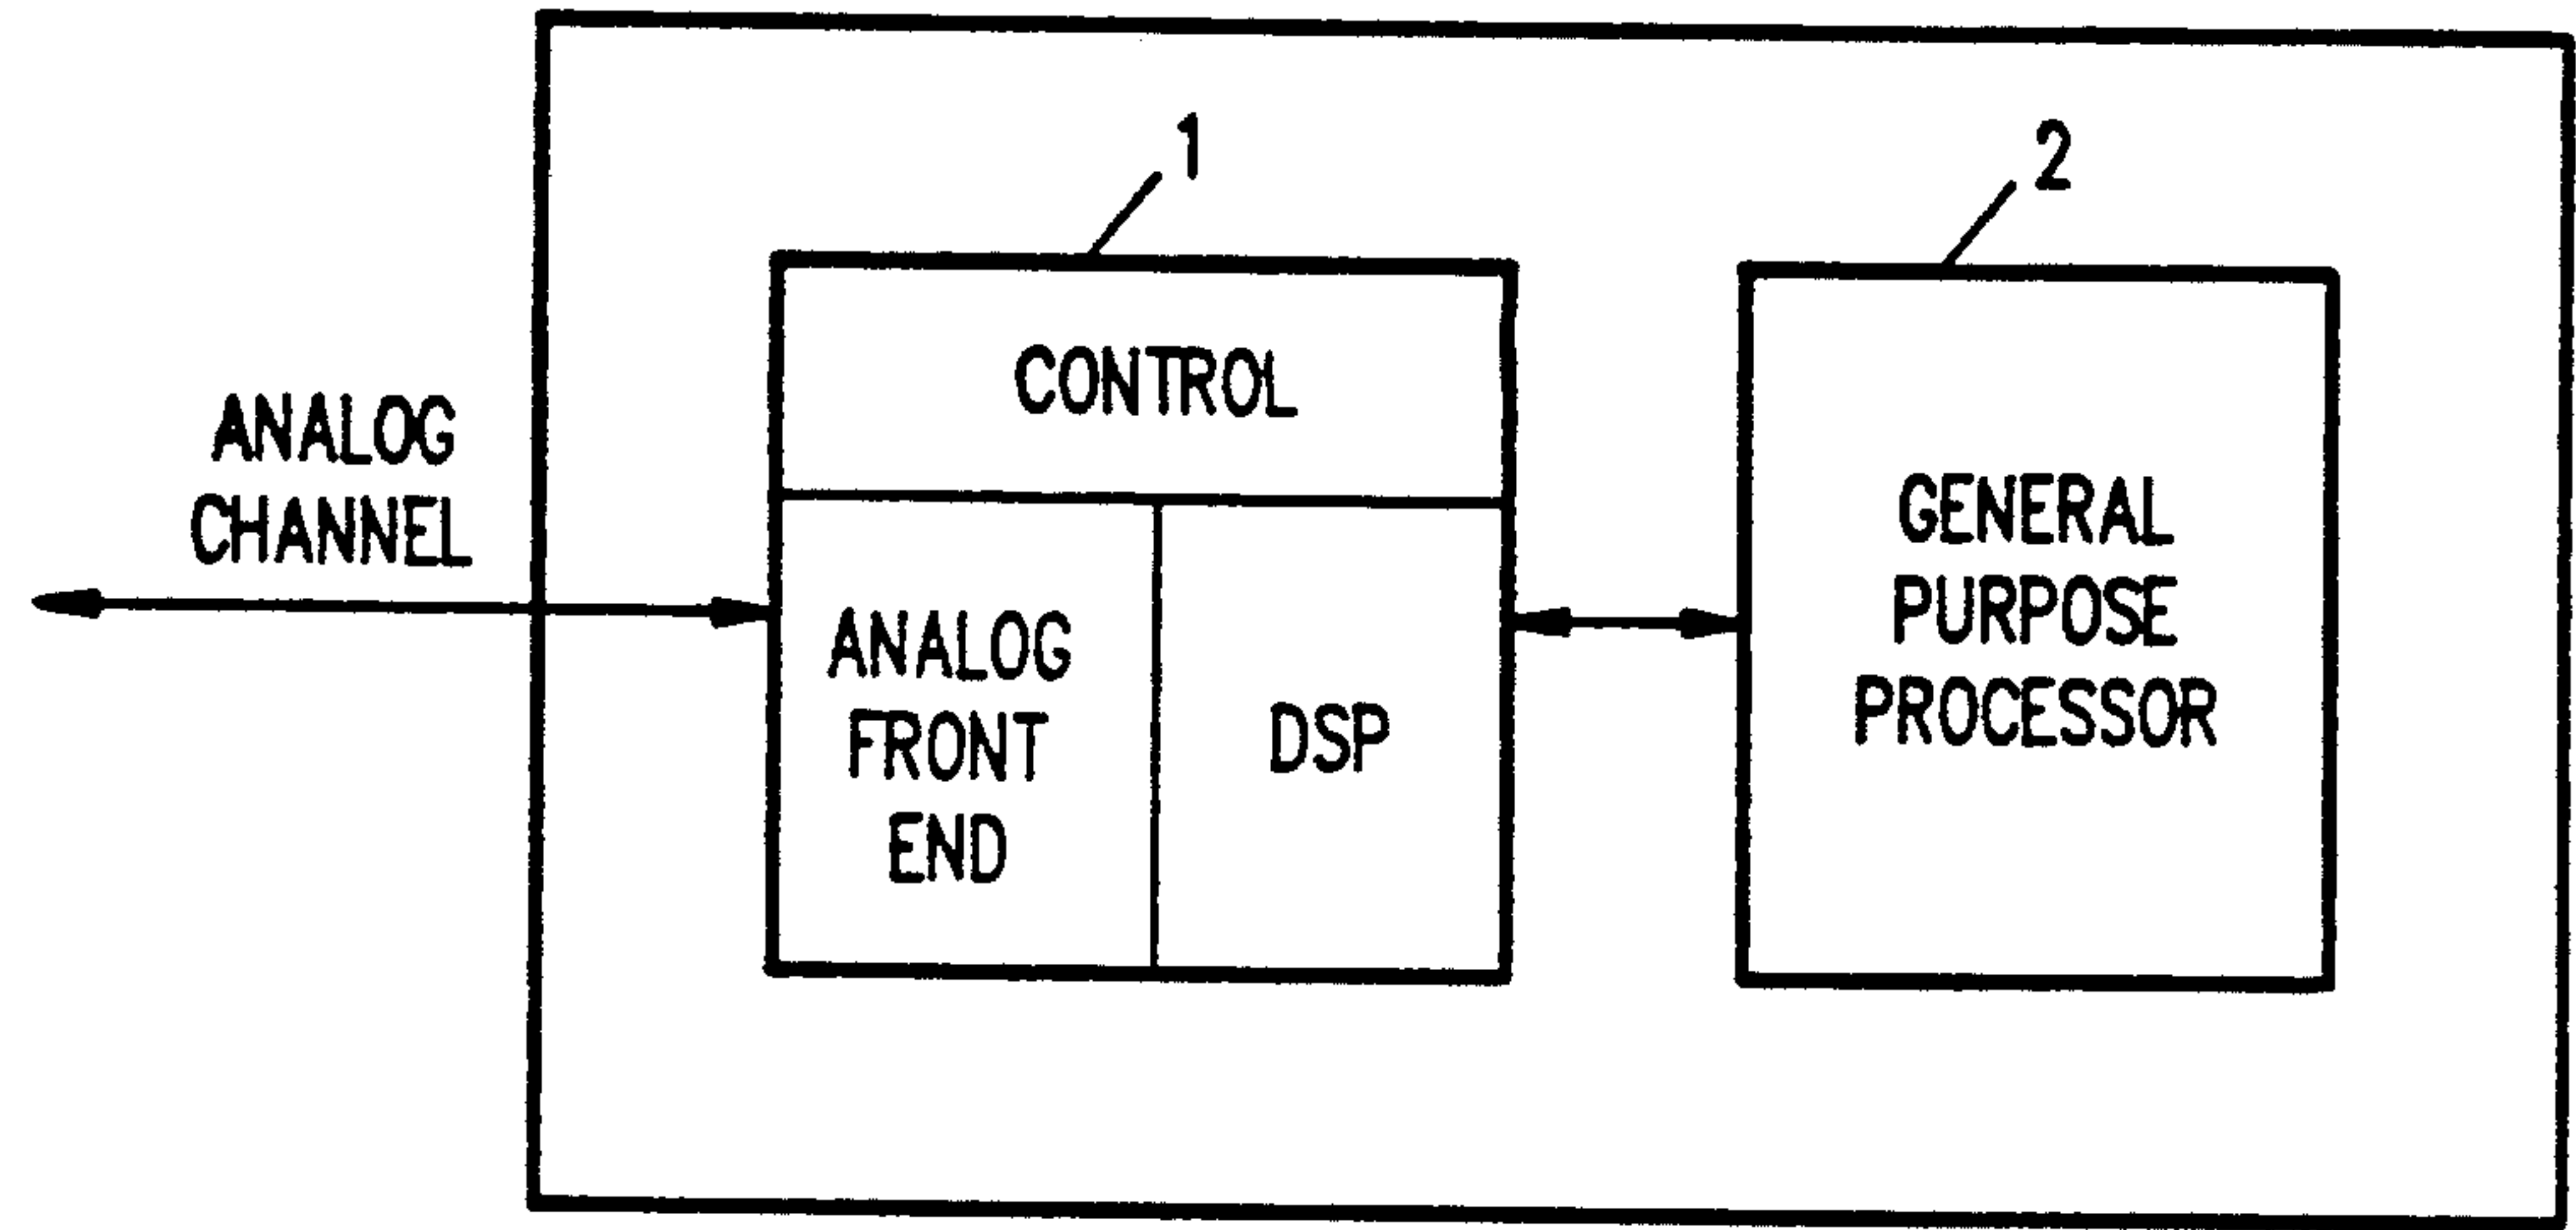 1
2
CONTROL
ANALOG
CHANNEL
ANALOG
FRONT
END
DSP
GENERAL
PURPOSE
PROCESSOR